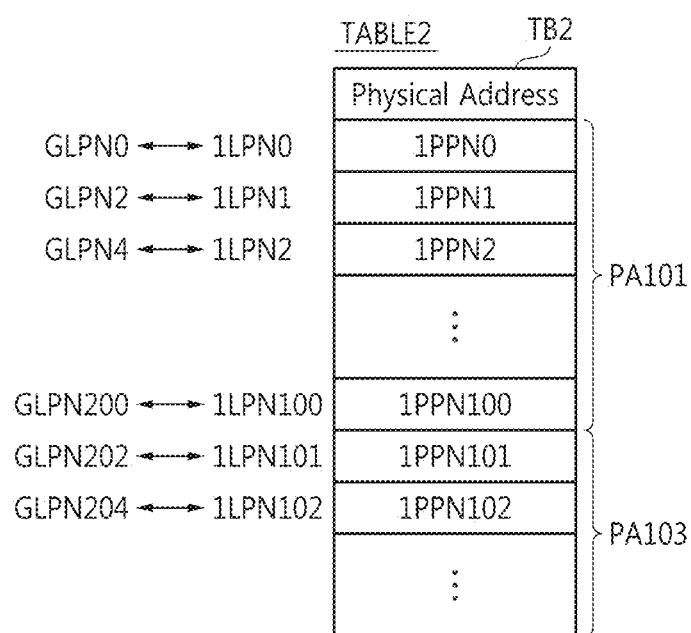 TABLE2 TB2
Physical Address
GLPN0 1LPN0 1PPN0
GLPN2 1LPN1 1PPN1
GLPN4 1LPN2 1PPN2
PA101
GLPN200 1LPN100 1PPN100
GLPN202 1LPN101 1PPN101
GLPN204 1LPN102 1PPN102
PA103